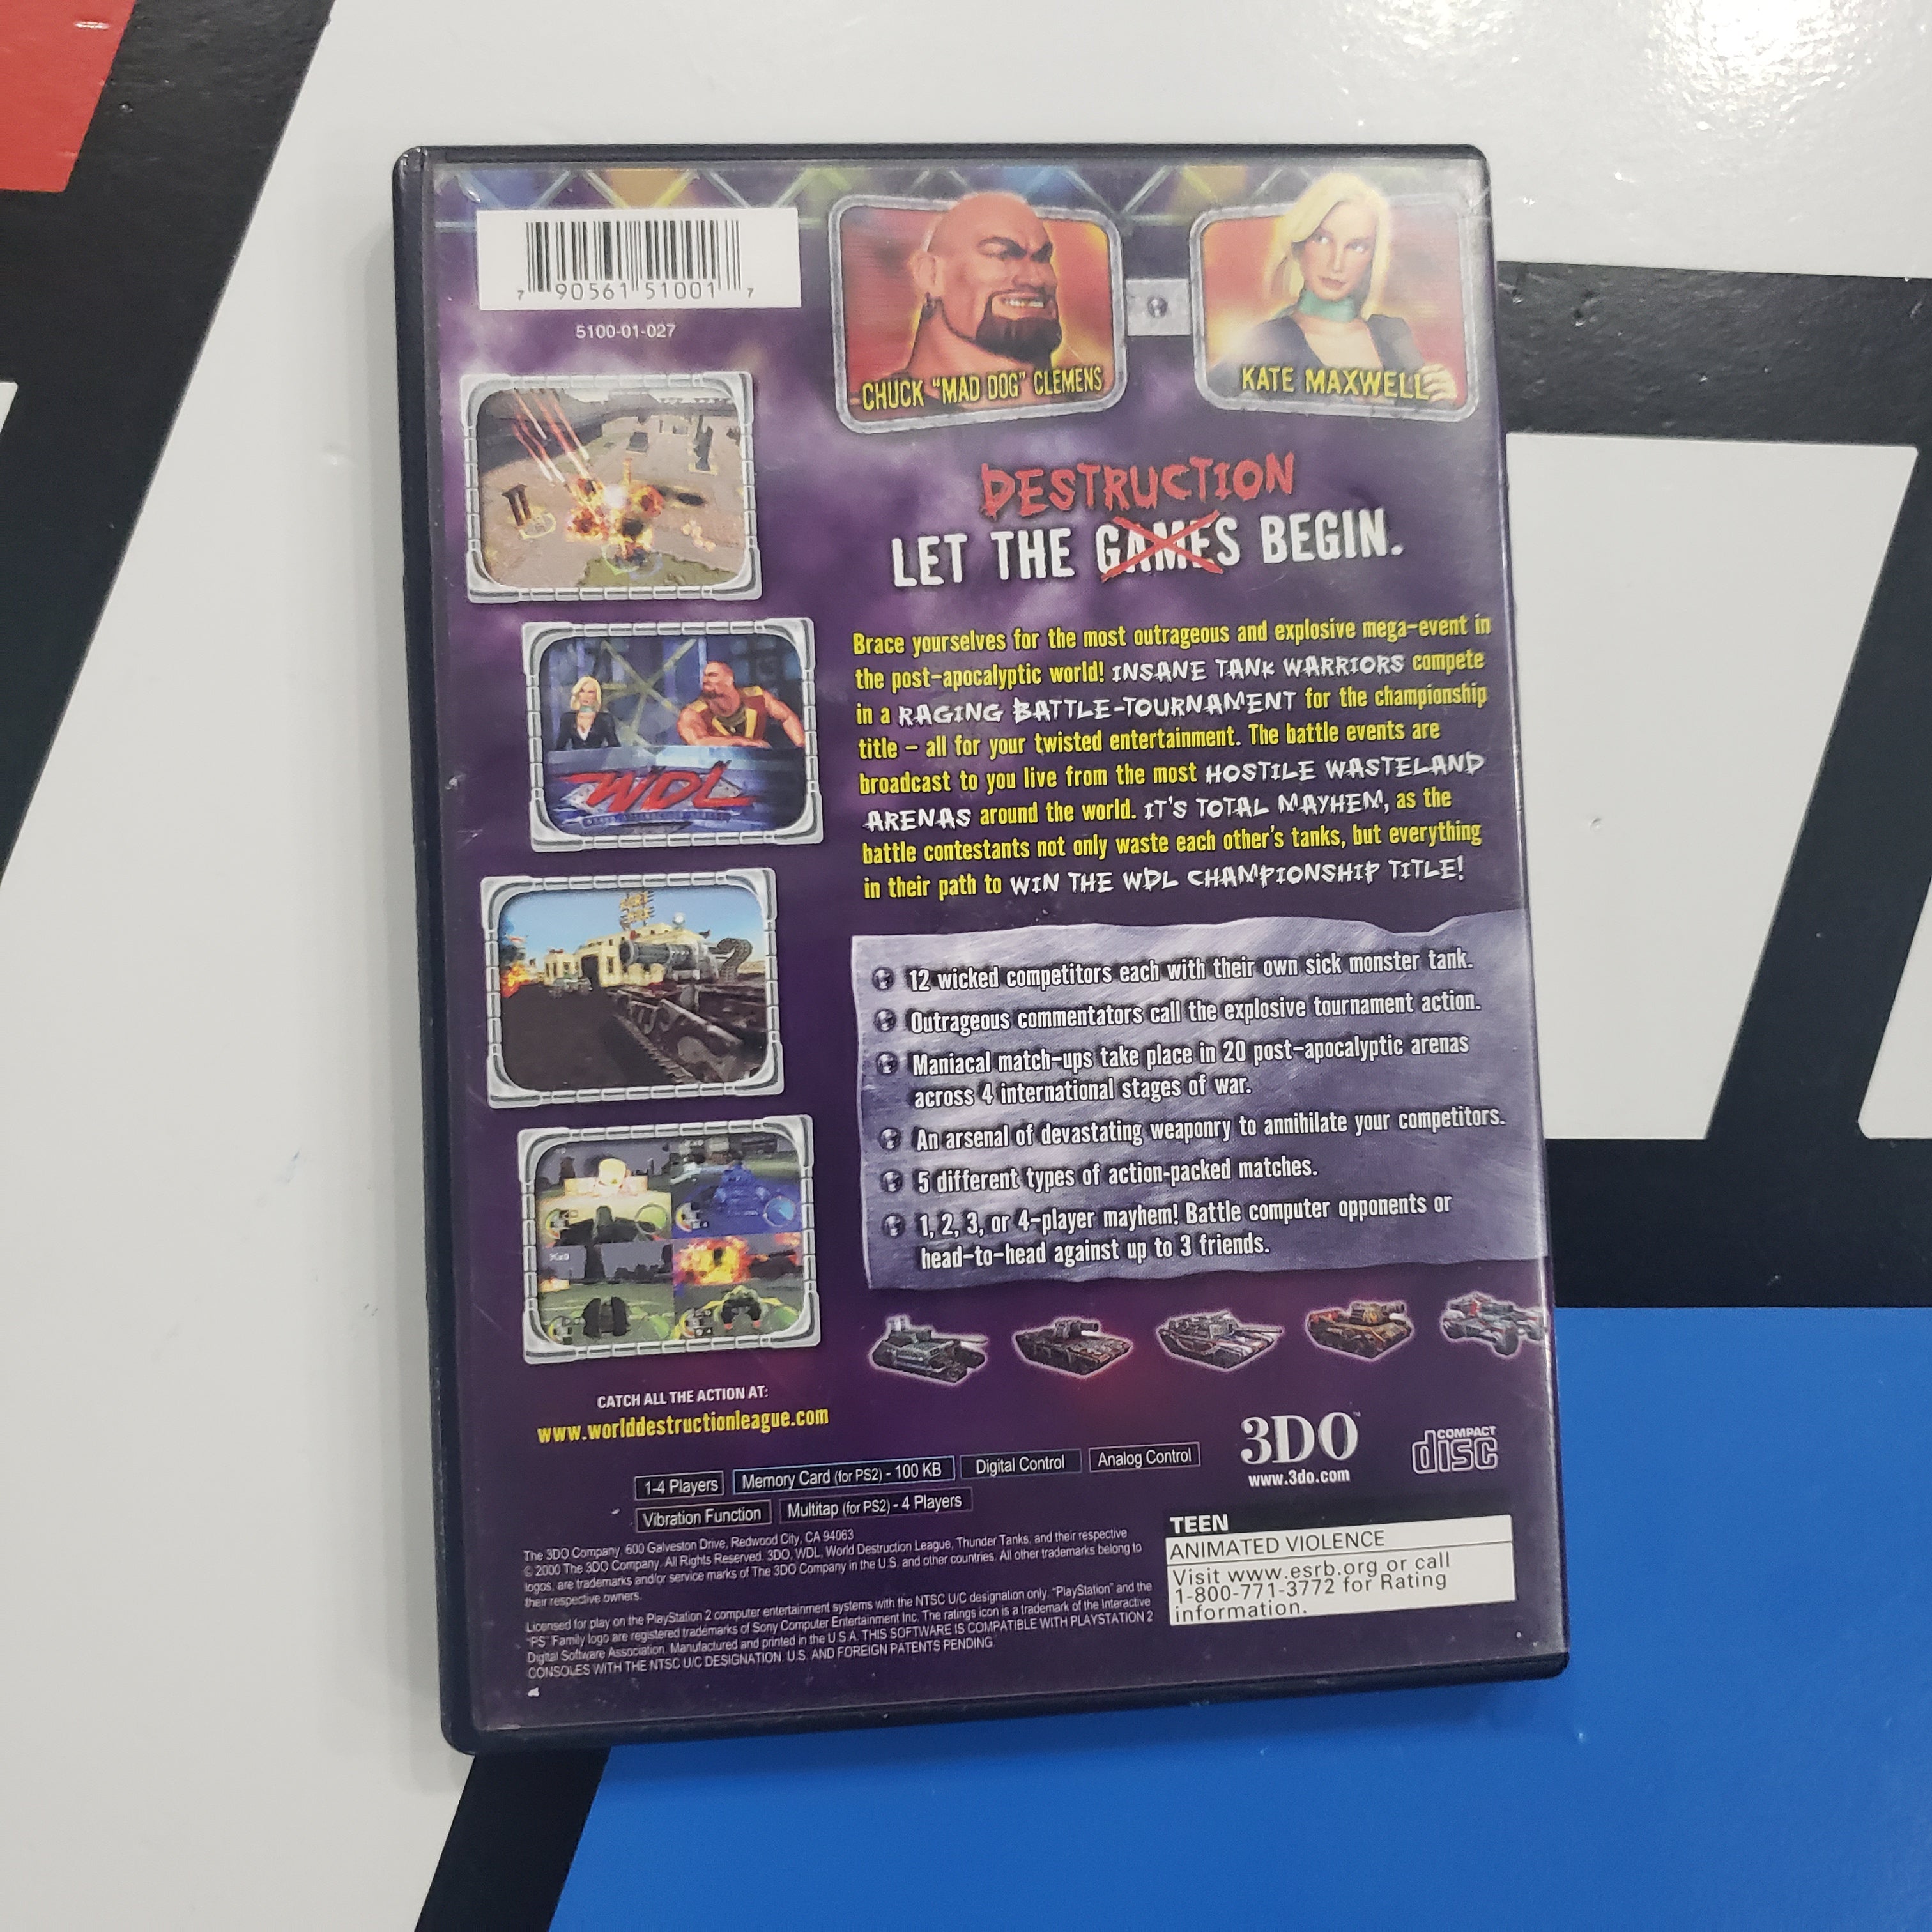 7 90561 51001 7
5100-01-027
CHUCK "MAD DOG" CLEMENS
KATE MAXWELL
DESTRUCTION
LET THE GAMES BEGIN.
Brace yourselves for the most outrageous and explosive mega-event in
the post-apocalyptic world! INSANE TANK WARRIORS compete
in a RAGING BATTLE-TOURNAMENT for the championship
title – all for your twisted entertainment. The battle events are
broadcast to you live from the most HOSTILE WASTELAND
ARENAS around the world. IT'S TOTAL MAYHEM, as the
battle contestants not only waste each other's tanks, but everything
in their path to WIN THE WDL CHAMPIONSHIP TITLE!
WDL
12 wicked competitors each with their own sick monster tank.
Outrageous commentators call the explosive tournament action.
Maniacal match-ups take place in 20 post-apocalyptic arenas
across 4 international stages of war.
An arsenal of devastating weaponry to annihilate your competitors.
5 different types of action-packed matches.
1, 2, 3, or 4-player mayhem! Battle computer opponents or
head-to-head against up to 3 friends.
CATCH ALL THE ACTION AT:
www.worlddestructionleague.com
3DO™
www.3do.com
COMPACT
disc
1-4 Players
Memory Card (for PS2) - 100 KB
Digital Control
Analog Control
Vibration Function
Multitap (for PS2) - 4 Players
The 3DO Company, 600 Galveston Drive, Redwood City, CA 94063
© 2000 The 3DO Company. All Rights Reserved. 3DO, WDL, World Destruction League, Thunder Tanks, and their respective
logos, are trademarks and/or service marks of The 3DO Company in the U.S. and other countries. All other trademarks belong to
their respective owners.
Licensed for play on the PlayStation 2 computer entertainment systems with the NTSC U/C designation only. "PlayStation" and the
"PS" Family logo are registered trademarks of Sony Computer Entertainment Inc. The ratings icon is a trademark of the Interactive
Digital Software Association. Manufactured and printed in the U.S.A. THIS SOFTWARE IS COMPATIBLE WITH PLAYSTATION 2
CONSOLES WITH THE NTSC U/C DESIGNATION. U.S. AND FOREIGN PATENTS PENDING
TEEN
ANIMATED VIOLENCE
Visit www.esrb.org or call
1-800-771-3772 for Rating
information.